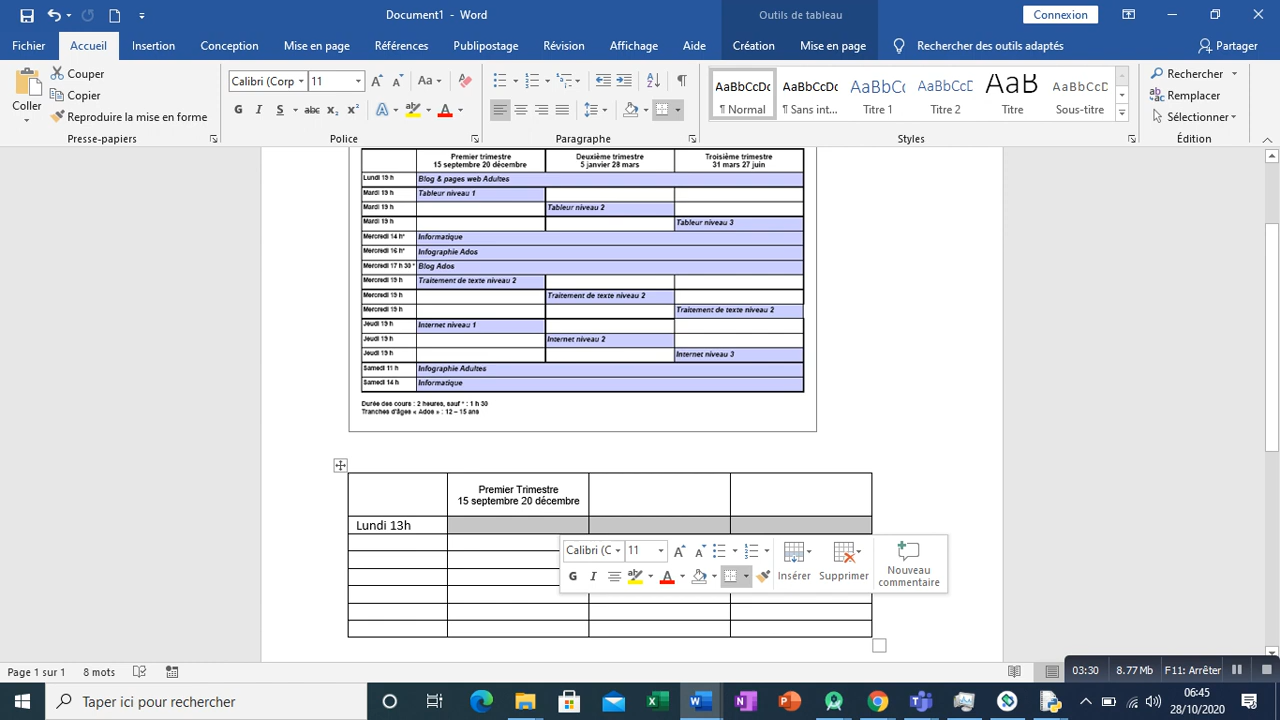 Document1 - Word
Outils de tableau
Connexion
Fichier Accueil Insertion Conception Mise en page Références Publipostage Révision Affichage Aide Création Mise en page Rechercher des outils adaptés Partager
Coller
Couper
Copier
Reproduire la mise en forme
Presse-papiers
Calibri (Corp 11
Police
Paragraphe
AaBbCcDc AaBbCcDc AaBbCc AaBbCcD AaB AaBbCcD
¶ Normal ¶ Sans int... Titre 1 Titre 2 Titre Sous-titre
Styles
Rechercher
Remplacer
Sélectionner
Édition
Premier trimestre Deuxième trimestre Troisième trimestre
15 septembre 20 décembre 5 janvier 28 mars 31 mars 27 juin
Lundi 19 h Blog & pages web Adultes
Mardi 19 h Tableur niveau 1
Mardi 19 h Tableur niveau 2
Mardi 19 h Tableur niveau 3
Mercredi 14 h* Informatique
Mercredi 16 h* Infographie Ados
Mercredi 17 h 30 * Blog Ados
Mercredi 19 h Traitement de texte niveau 2
Mercredi 19 h Traitement de texte niveau 2
Mercredi 19 h Traitement de texte niveau 2
Jeudi 19 h Internet niveau 1
Jeudi 19 h Internet niveau 2
Jeudi 19 h Internet niveau 3
Samedi 11 h Infographie Adultes
Samedi 14 h Informatique
Durée des cours : 2 heures, sauf * : 1 h 30
Tranches d'âges « Ados » : 12 – 15 ans
Premier Trimestre
15 septembre 20 décembre
Lundi 13h
Calibri (C 11
G I
Insérer Supprimer Nouveau
commentaire
Page 1 sur 1 8 mots
03:30 8.77 Mb F11: Arrêter
Taper ici pour rechercher
06:45
28/10/2020